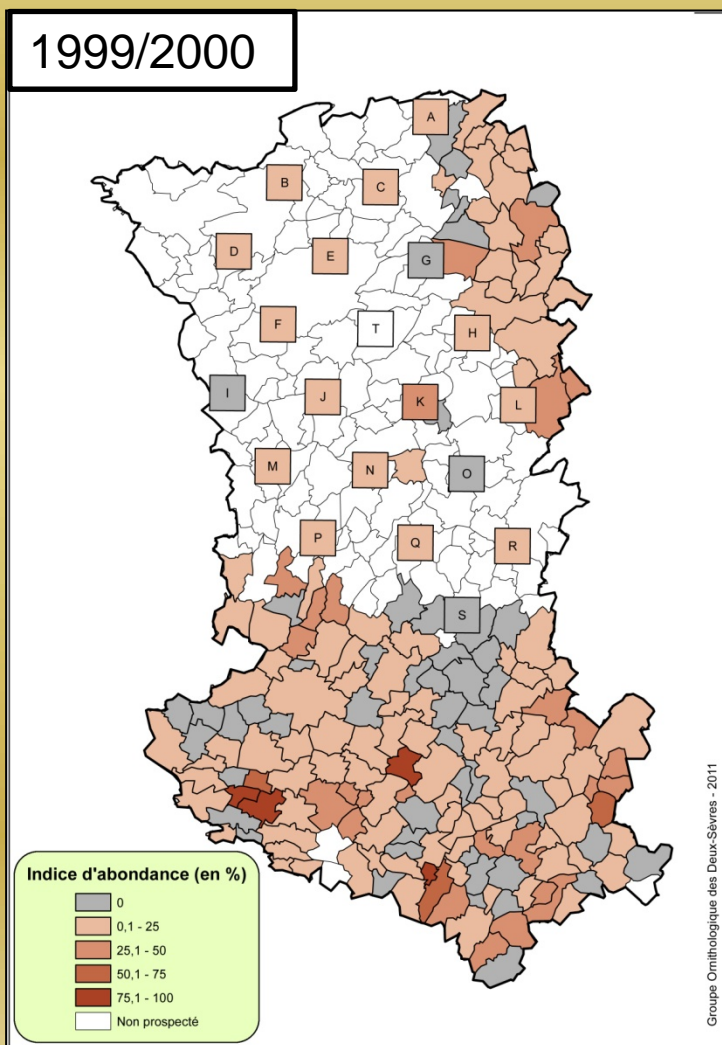 1999/2000
A
B
C
D
E
G
F
T
H
I
J
K
L
M
N
O
P
Q
R
S
Indice d'abondance (en %)
0
0,1 - 25
25,1 - 50
50,1 - 75
75,1 - 100
Non prospecté
Groupe Ornithologique des Deux-Sèvres - 2011